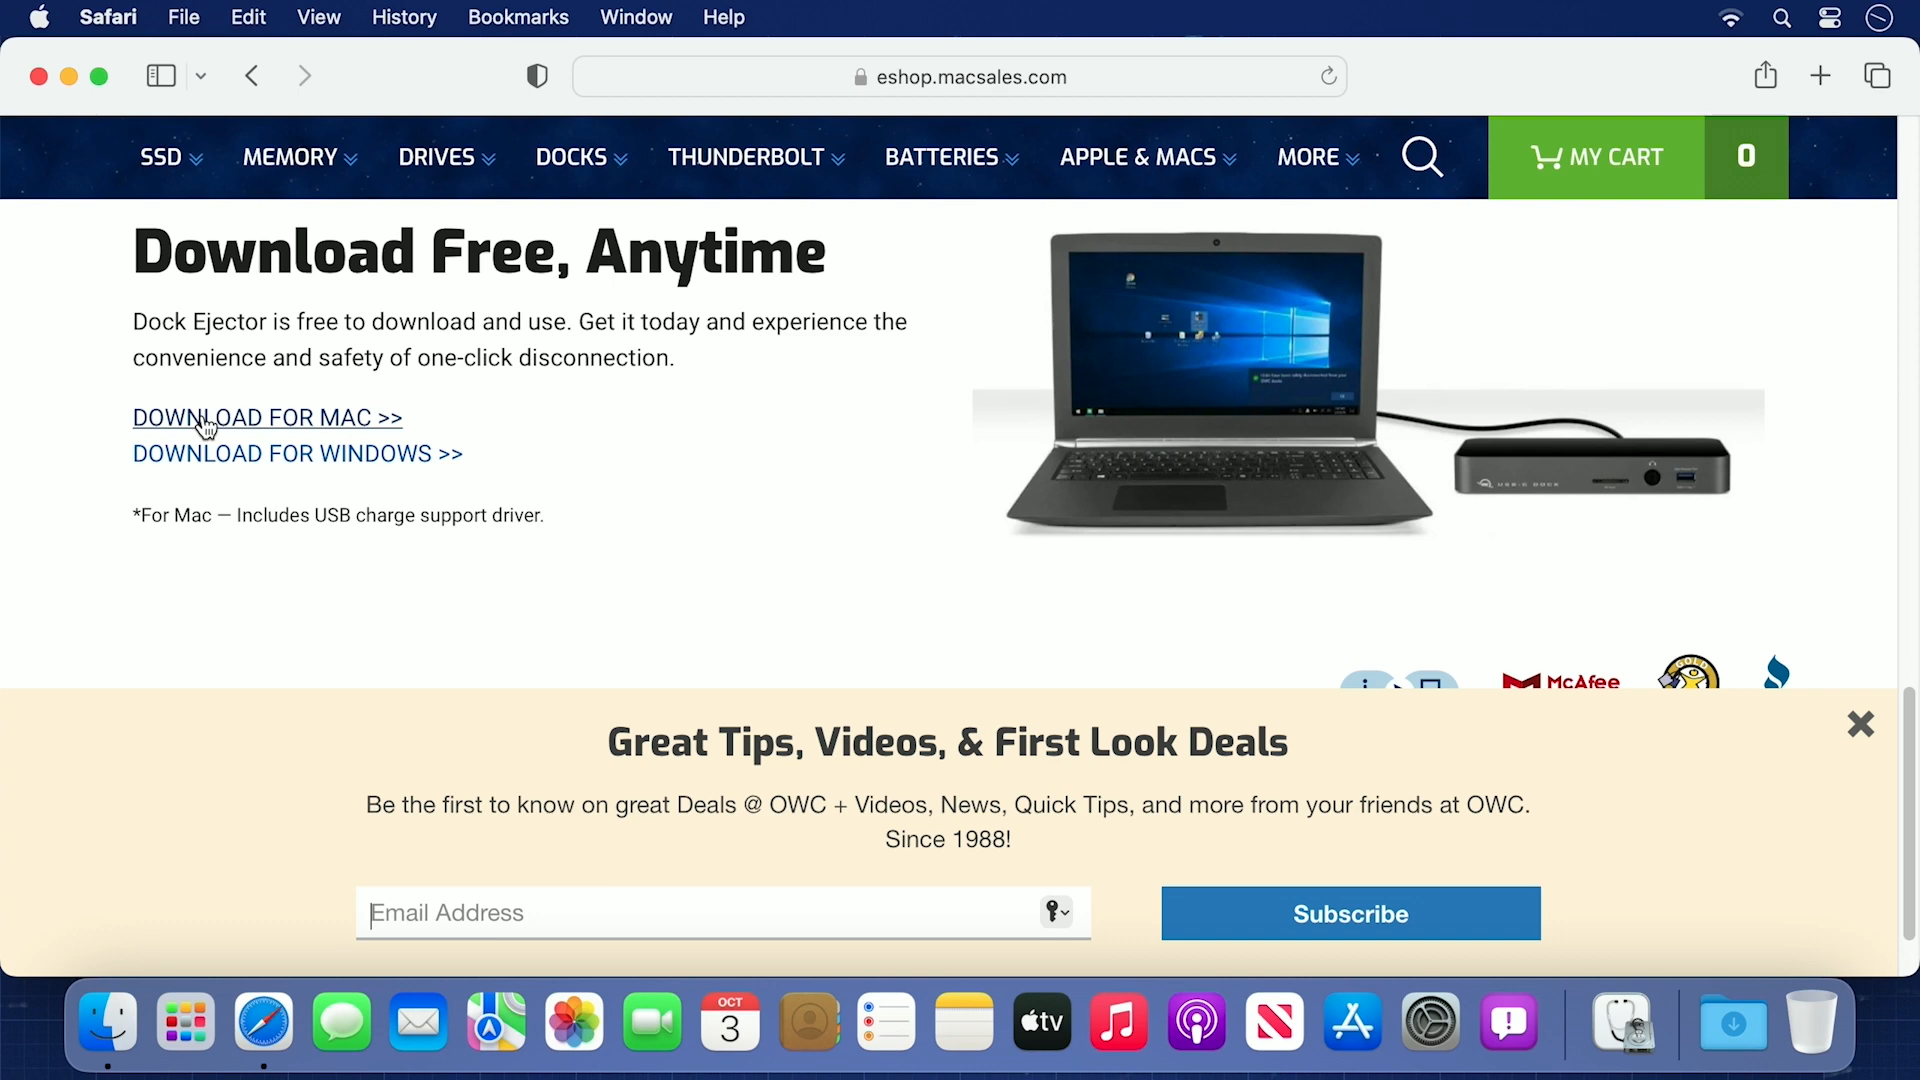 Safari File Edit View History Bookmarks Window Help
eshop.macsales.com
SSD MEMORY DRIVES DOCKS THUNDERBOLT BATTERIES APPLE & MACS MORE MY CART 0
Download Free, Anytime
Dock Ejector is free to download and use. Get it today and experience the
convenience and safety of one-click disconnection.
DOWNLOAD FOR MAC >>
DOWNLOAD FOR WINDOWS >>
*For Mac — Includes USB charge support driver.
USB-C DOCK
McAfee
GOLD
Great Tips, Videos, & First Look Deals
Be the first to know on great Deals @ OWC + Videos, News, Quick Tips, and more from your friends at OWC.
Since 1988!
Email Address
Subscribe
OCT
3
tv